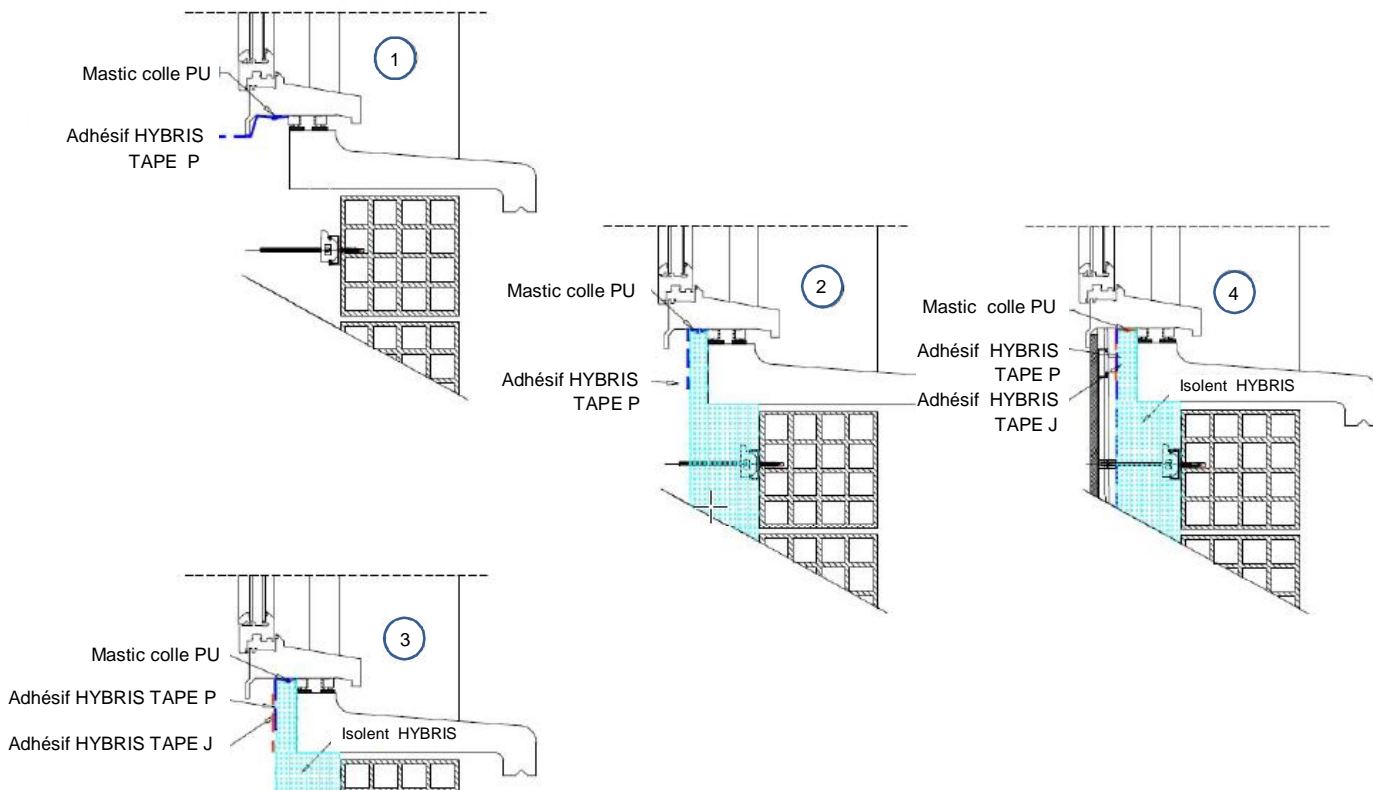 1
Mastic colle PU
Adhésif HYBRIS
TAPE P
2
Mastic colle PU
Adhésif HYBRIS
TAPE P
4
Mastic colle PU
Adhésif HYBRIS
TAPE P
Adhésif HYBRIS
TAPE J
Isolent HYBRIS
3
Mastic colle PU
Adhésif HYBRIS TAPE P
Adhésif HYBRIS TAPE J
Isolent HYBRIS